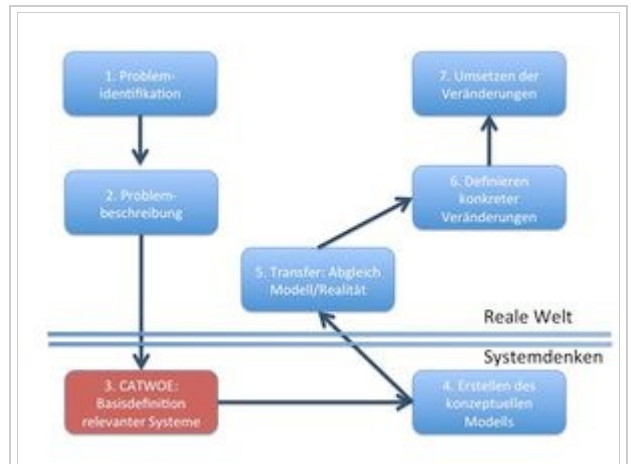 1. Problem-
identifikation
2. Problem-
beschreibung
3. CATWOE:
Basisdefinition
relevanter Systeme
4. Erstellen des
konzeptuellen
Modells
5. Transfer: Abgleich
Modell/Realität
6. Definieren
konkreter
Veränderungen
7. Umsetzen der
Veränderungen
Reale Welt
Systemdenken